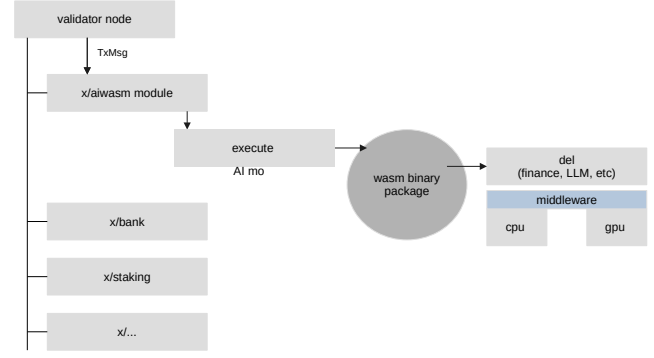 validator node
TxMsg
x/aiwasm module
execute
AI mo
wasm binary
package
del
(finance, LLM, etc)
middleware
cpu
gpu
x/bank
x/staking
x/...